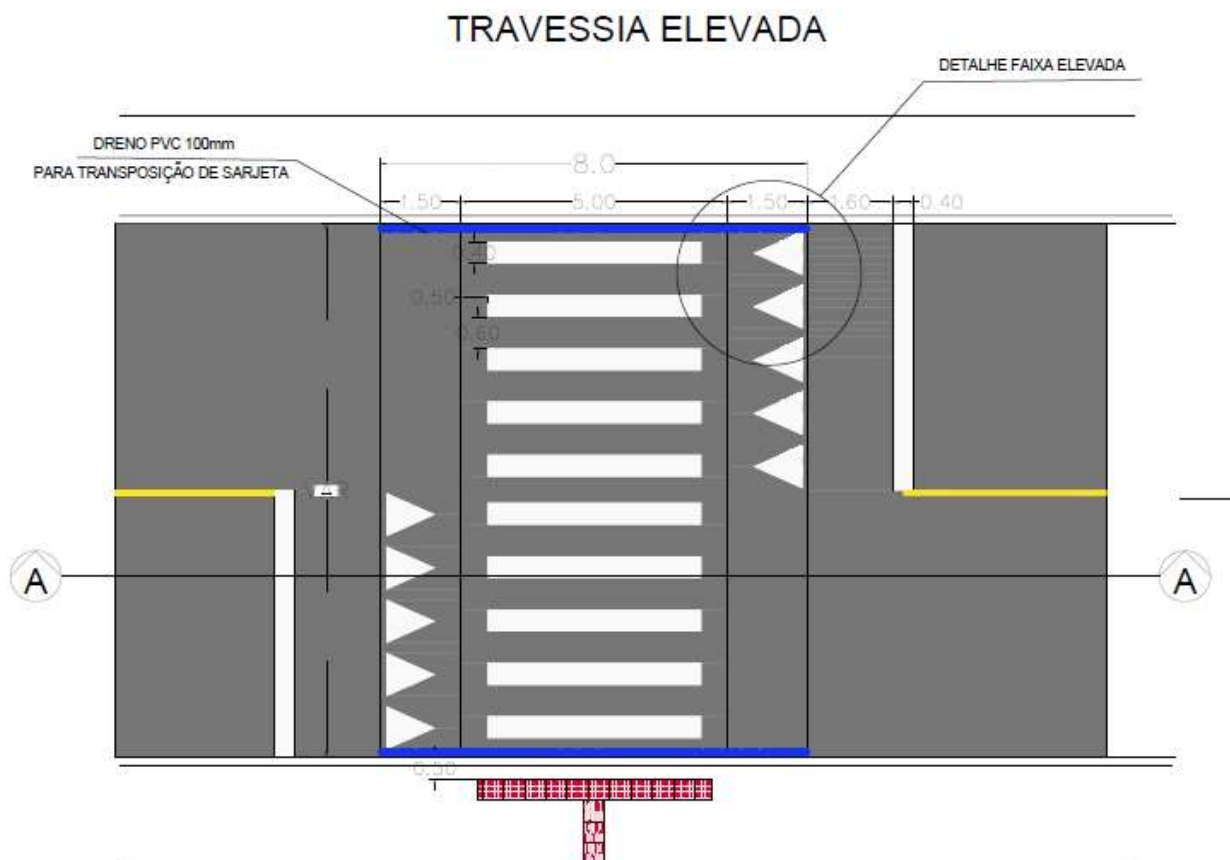 TRAVESSIA ELEVADA
DETALHE FAIXA ELEVADA
DRENO PVC 100mm
PARA TRANSPOSIÇÃO DE SARJETA
8.0
1.50 5.00 1.50 1.60 0.40
0.40
0.50
0.60
A A
0.50